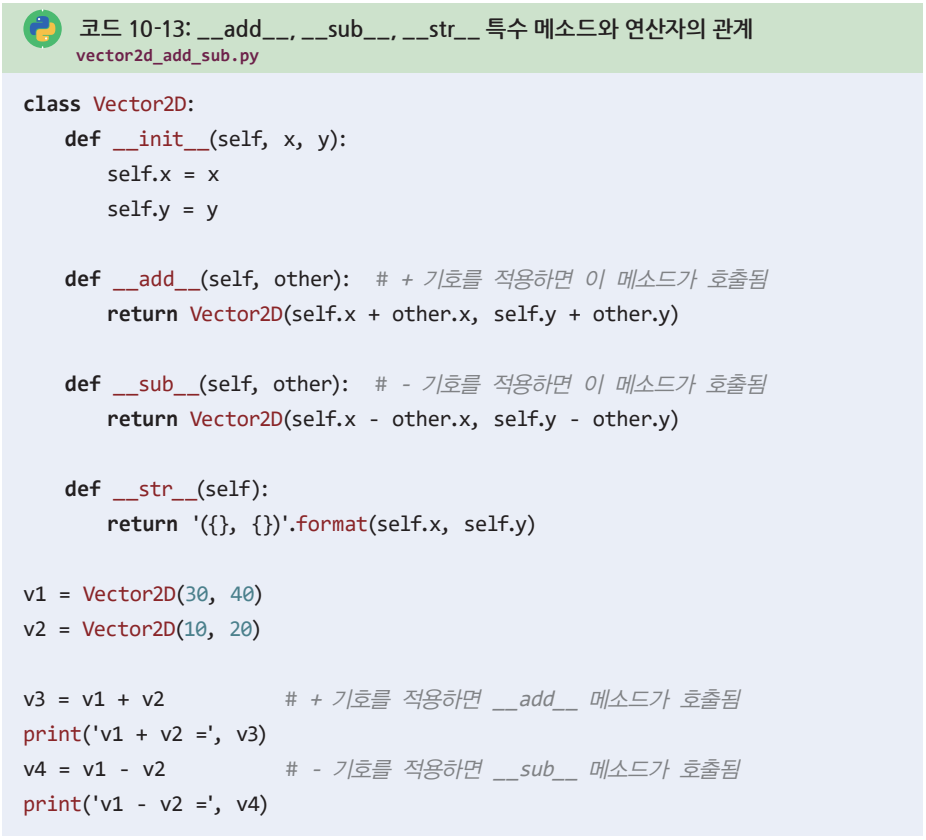 코드 10-13: __add__, __sub__, __str__ 특수 메소드와 연산자의 관계
vector2d_add_sub.py
class Vector2D:
    def __init__(self, x, y):
        self.x = x
        self.y = y
    def __add__(self, other):  # + 기호를 적용하면 이 메소드가 호출됨
        return Vector2D(self.x + other.x, self.y + other.y)
    def __sub__(self, other):  # - 기호를 적용하면 이 메소드가 호출됨
        return Vector2D(self.x - other.x, self.y - other.y)
    def __str__(self):
        return '({}, {})'.format(self.x, self.y)
v1 = Vector2D(30, 40)
v2 = Vector2D(10, 20)
v3 = v1 + v2          # + 기호를 적용하면 __add__ 메소드가 호출됨
print('v1 + v2 =', v3)
v4 = v1 - v2          # - 기호를 적용하면 __sub__ 메소드가 호출됨
print('v1 - v2 =', v4)